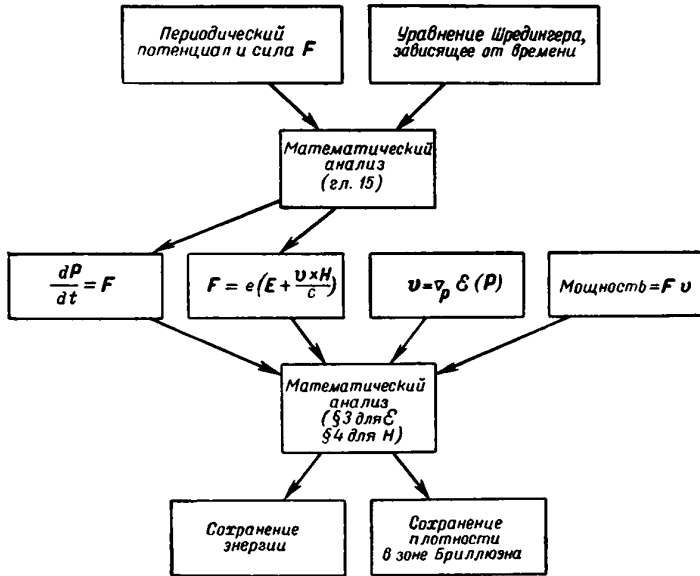 Периодический
потенциал и сила F
Уравнение Шредингера,
зависящее от времени
Математический
анализ
(гл. 15)
dP/dt = F
F = e(E + υ×H/c)
υ = ∇p ℰ (P)
Мощность = F υ
Математический
анализ
(§3 для ℰ
§4 для H)
Сохранение
энергии
Сохранение
плотности
в зоне Бриллюэна